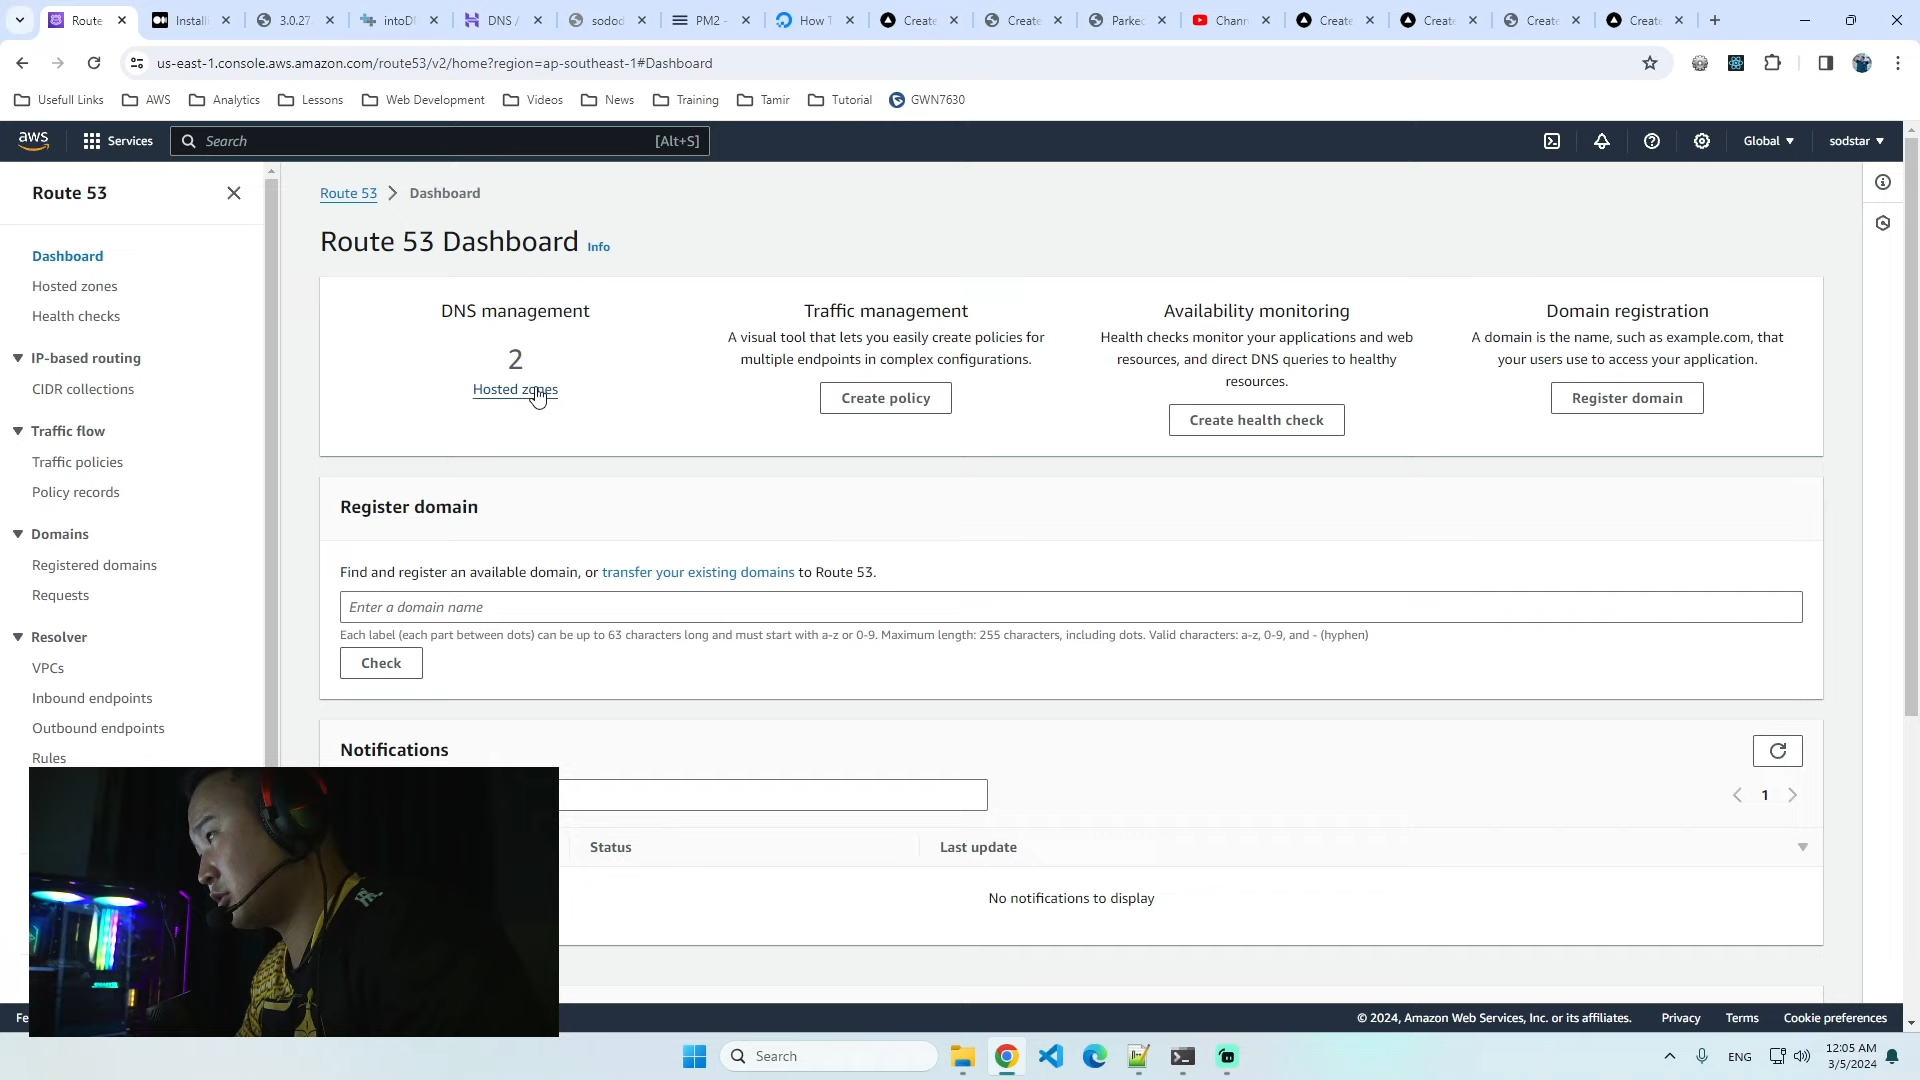 Route
Installi
3.0.27.
intoDN
DNS /
sodod
PM2 -
How T
Create
Create
Parked
Chann
Create
Create
Create
Create
us-east-1.console.aws.amazon.com/route53/v2/home?region=ap-southeast-1#Dashboard
Usefull Links
AWS
Analytics
Lessons
Web Development
Videos
News
Training
Tamir
Tutorial
GWN7630
aws
Services
Search
[Alt+S]
Global
sodstar
Route 53
Dashboard
Hosted zones
Health checks
IP-based routing
CIDR collections
Traffic flow
Traffic policies
Policy records
Domains
Registered domains
Requests
Resolver
VPCs
Inbound endpoints
Outbound endpoints
Rules
Route 53 > Dashboard
Route 53 Dashboard Info
DNS management
2
Hosted zones
Traffic management
A visual tool that lets you easily create policies for
multiple endpoints in complex configurations.
Create policy
Availability monitoring
Health checks monitor your applications and web
resources, and direct DNS queries to healthy
resources.
Create health check
Domain registration
A domain is the name, such as example.com, that
your users use to access your application.
Register domain
Register domain
Find and register an available domain, or transfer your existing domains to Route 53.
Enter a domain name
Each label (each part between dots) can be up to 63 characters long and must start with a-z or 0-9. Maximum length: 255 characters, including dots. Valid characters: a-z, 0-9, and - (hyphen)
Check
Notifications
1
Status
Last update
No notifications to display
Fe
© 2024, Amazon Web Services, Inc. or its affiliates.
Privacy
Terms
Cookie preferences
Search
ENG
12:05 AM
3/5/2024